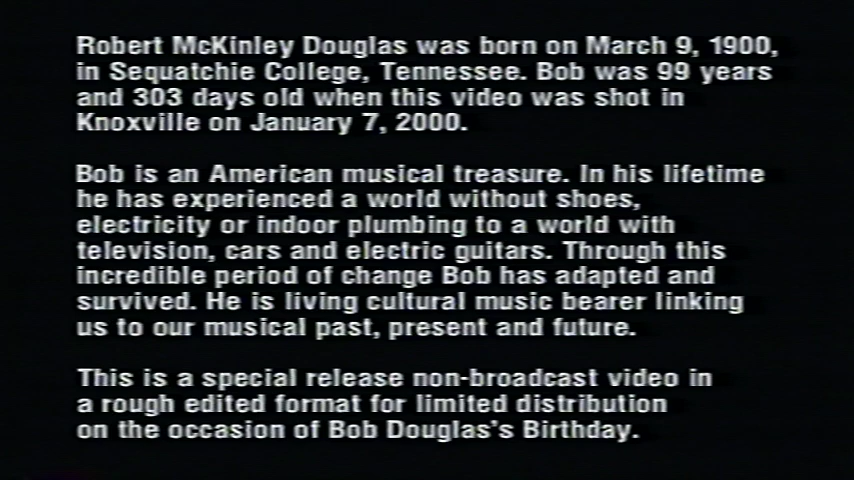 Robert McKinley Douglas was born on March 9, 1900,
in Sequatchie College, Tennessee. Bob was 99 years
and 303 days old when this video was shot in
Knoxville on January 7, 2000.
Bob is an American musical treasure. In his lifetime
he has experienced a world without shoes,
electricity or indoor plumbing to a world with
television, cars and electric guitars. Through this
incredible period of change Bob has adapted and
survived. He is living cultural music bearer linking
us to our musical past, present and future.
This is a special release non-broadcast video in
a rough edited format for limited distribution
on the occasion of Bob Douglas's Birthday.